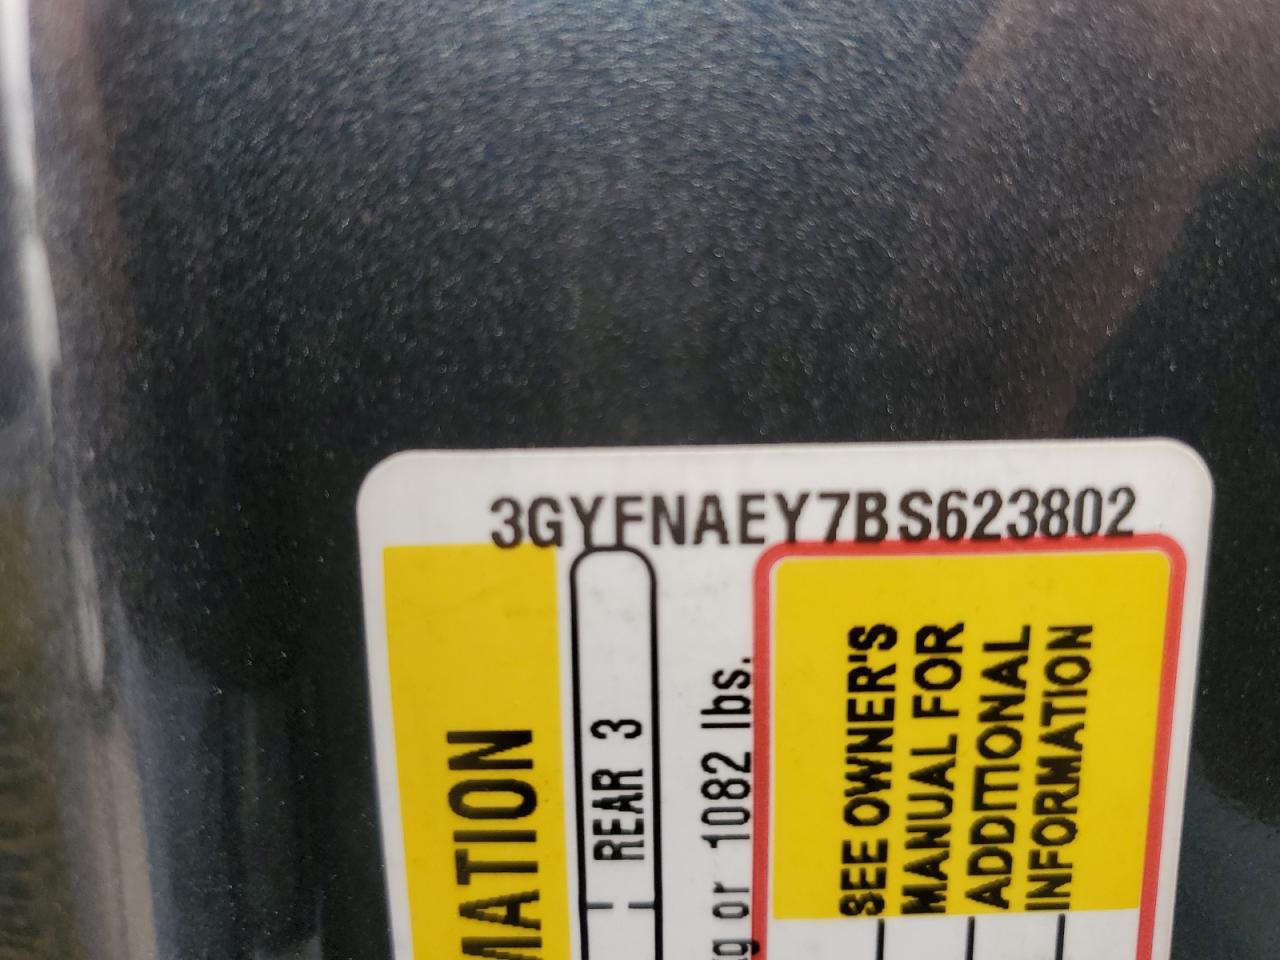 3GYFNAEY7BS623802
MATION
REAR 3
kg or 1082 lbs.
SEE OWNER'S
MANUAL FOR
ADDITIONAL
INFORMATION